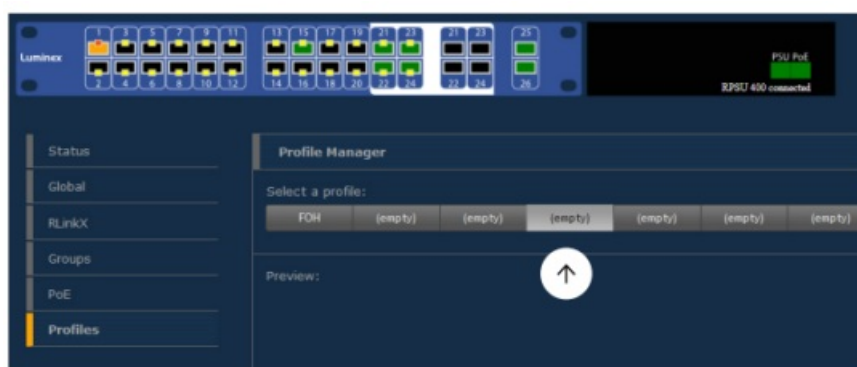 1 3 5 7 9 11 13 15 17 19 21 23 21 23 25
Luminex
PSU PoE
2 4 6 8 10 12 14 16 18 20 22 24 22 24 26
RPSU 400 connected
Status
Profile Manager
Global
Select a profile:
RLinkX
FOH (empty) (empty) (empty) (empty) (empty) (empty)
Groups
Preview:
PoE
Profiles